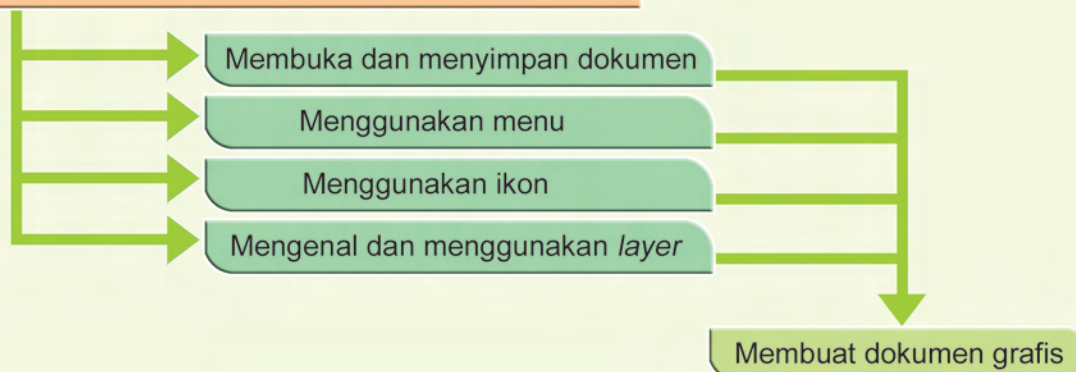 Membuka dan menyimpan dokumen
Menggunakan menu
Menggunakan ikon
Mengenal dan menggunakan layer
Membuat dokumen grafis